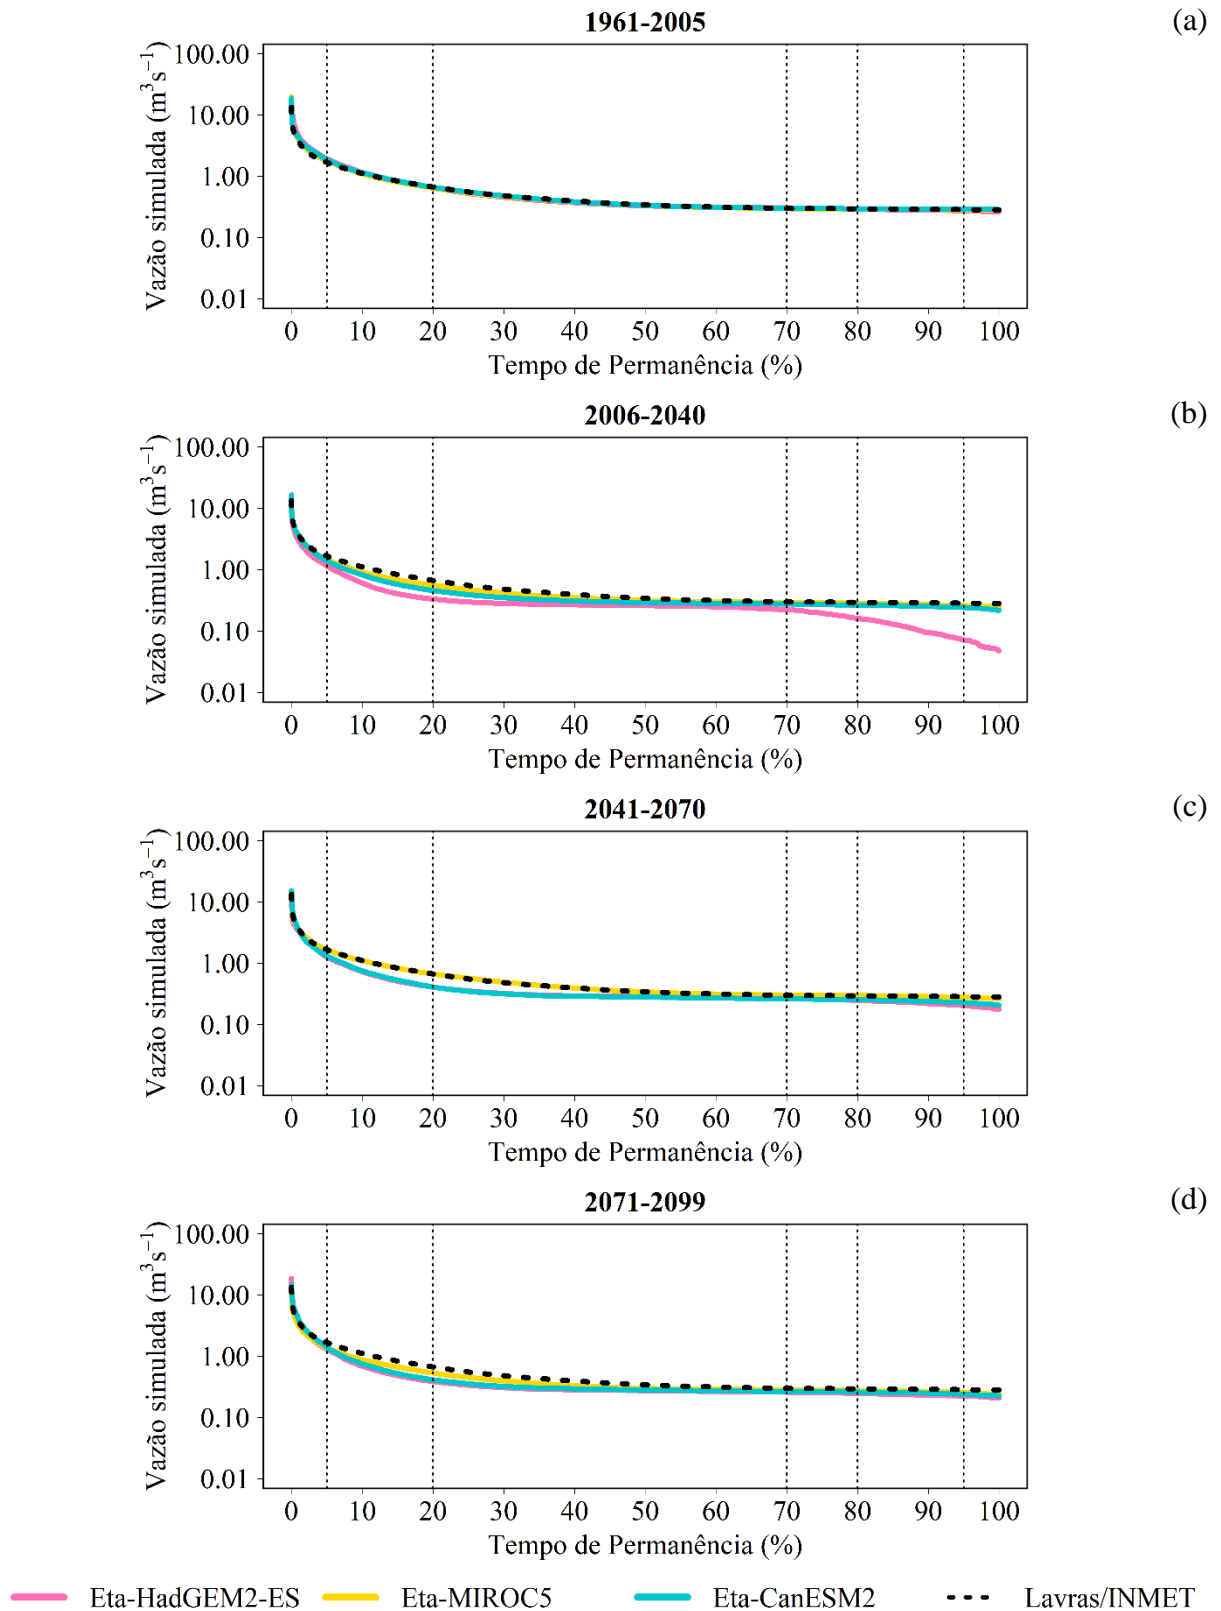 1961-2005
(a)
Vazão simulada (m³s⁻¹)
100.00
10.00
1.00
0.10
0.01
0 10 20 30 40 50 60 70 80 90 100
Tempo de Permanência (%)
2006-2040
(b)
Vazão simulada (m³s⁻¹)
100.00
10.00
1.00
0.10
0.01
0 10 20 30 40 50 60 70 80 90 100
Tempo de Permanência (%)
2041-2070
(c)
Vazão simulada (m³s⁻¹)
100.00
10.00
1.00
0.10
0.01
0 10 20 30 40 50 60 70 80 90 100
Tempo de Permanência (%)
2071-2099
(d)
Vazão simulada (m³s⁻¹)
100.00
10.00
1.00
0.10
0.01
0 10 20 30 40 50 60 70 80 90 100
Tempo de Permanência (%)
Eta-HadGEM2-ES Eta-MIROC5 Eta-CanESM2 Lavras/INMET